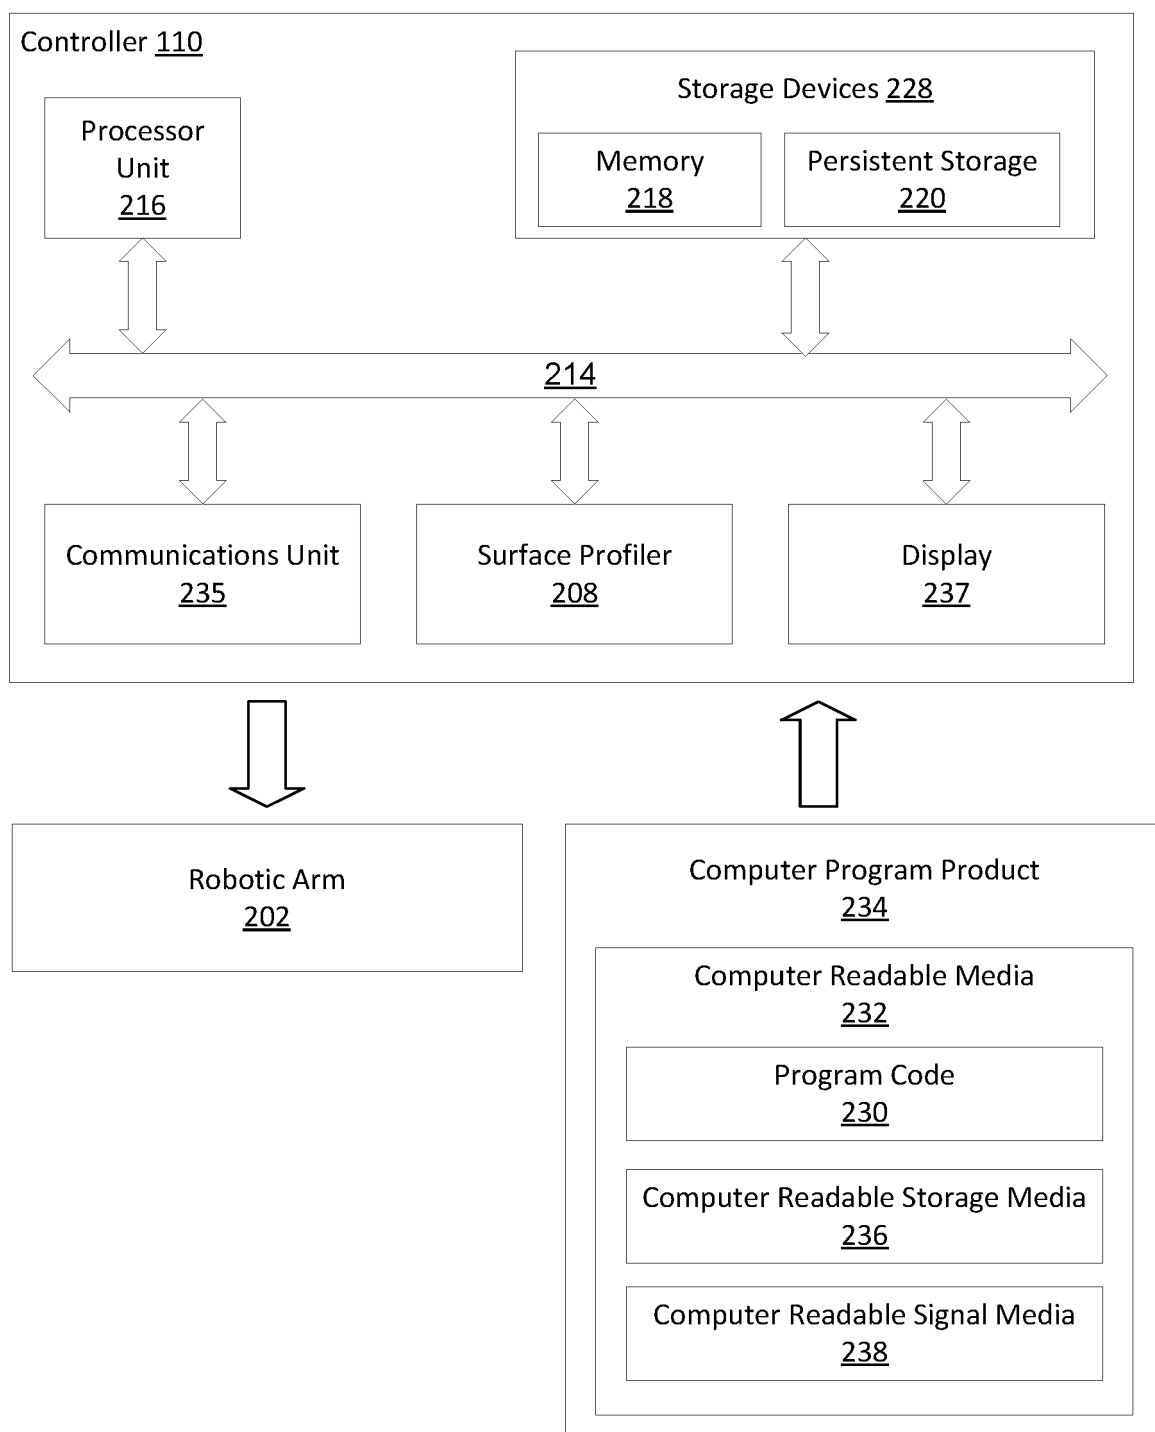 Controller 110
Processor
Unit
216
Storage Devices 228
Memory
218
Persistent Storage
220
214
Communications Unit
235
Surface Profiler
208
Display
237
Robotic Arm
202
Computer Program Product
234
Computer Readable Media
232
Program Code
230
Computer Readable Storage Media
236
Computer Readable Signal Media
238